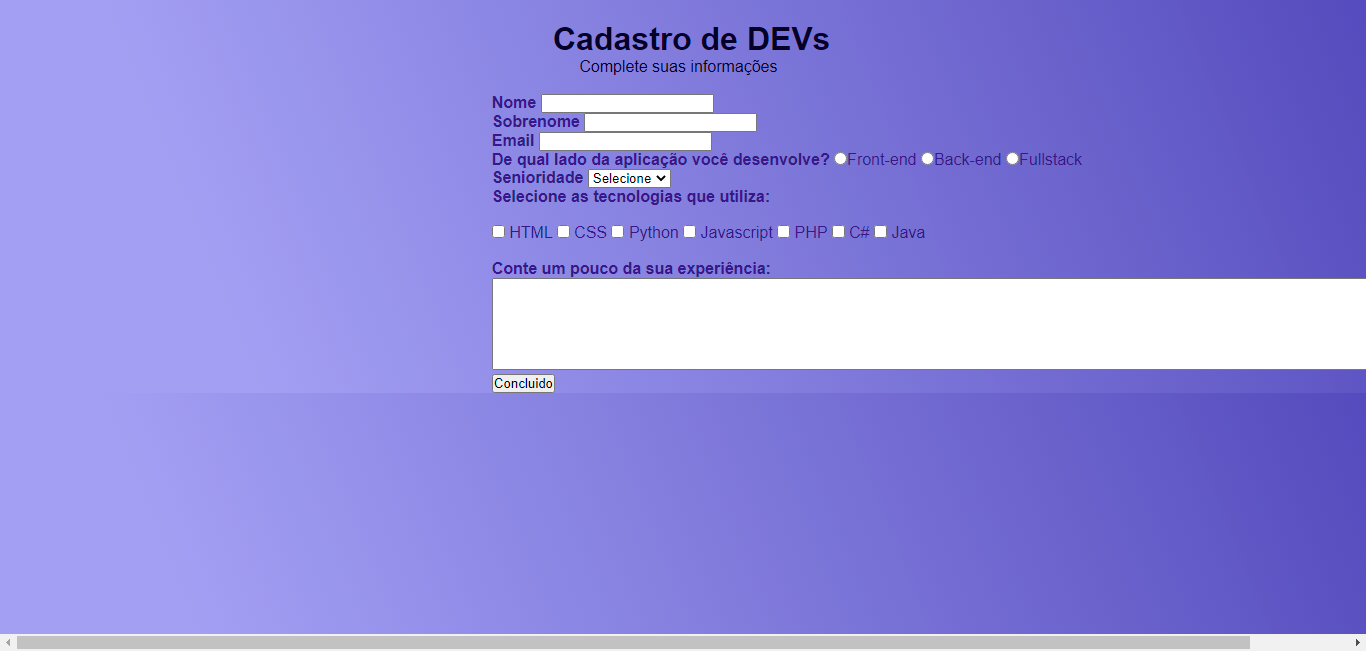 Cadastro de DEVs
Complete suas informações
Nome
Sobrenome
Email
De qual lado da aplicação você desenvolve? Front-end Back-end Fullstack
Senioridade Selecione
Selecione as tecnologias que utiliza:
HTML CSS Python Javascript PHP C# Java
Conte um pouco da sua experiência:
Concluido